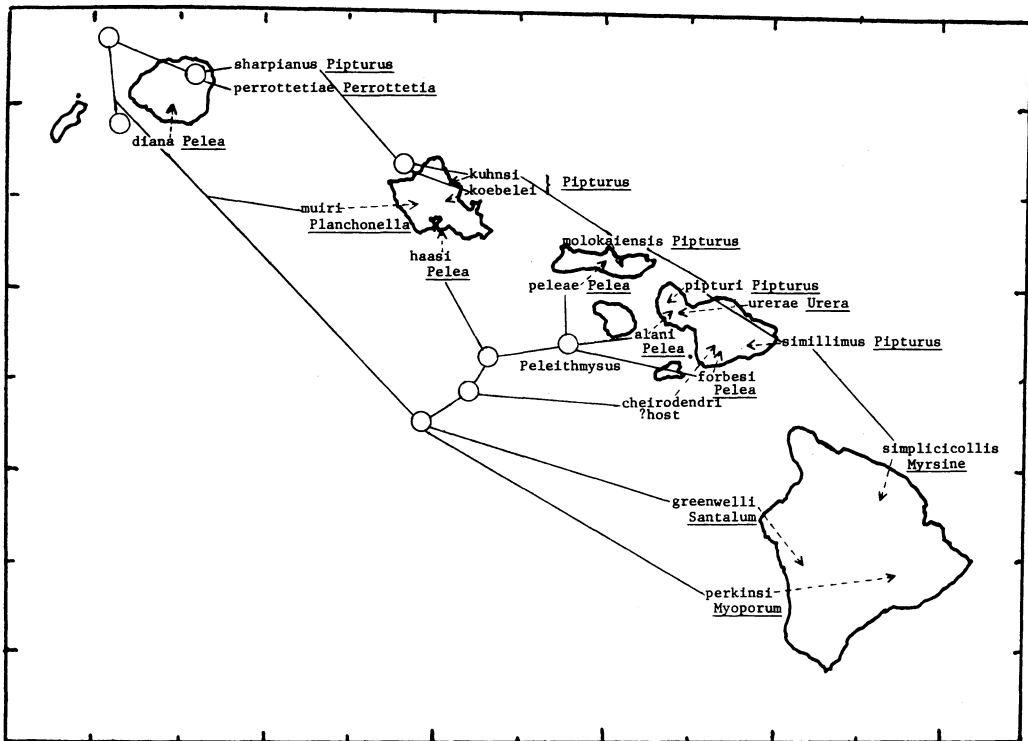 sharpianus Pipturus
perrottetiae Perrottetia
diana Pelea
kuhnsi
koebelei } Pipturus
muiri
Planchonella
haasi
Pelea
molokaiensis Pipturus
peleae Pelea
pipturi Pipturus
urerae Urera
alani
Pelea
simillimus Pipturus
Peleithmysus
forbesi
Pelea
cheirodendri
?host
simplicicollis
Myrsine
greenwelli
Santalum
perkinsi
Myoporum